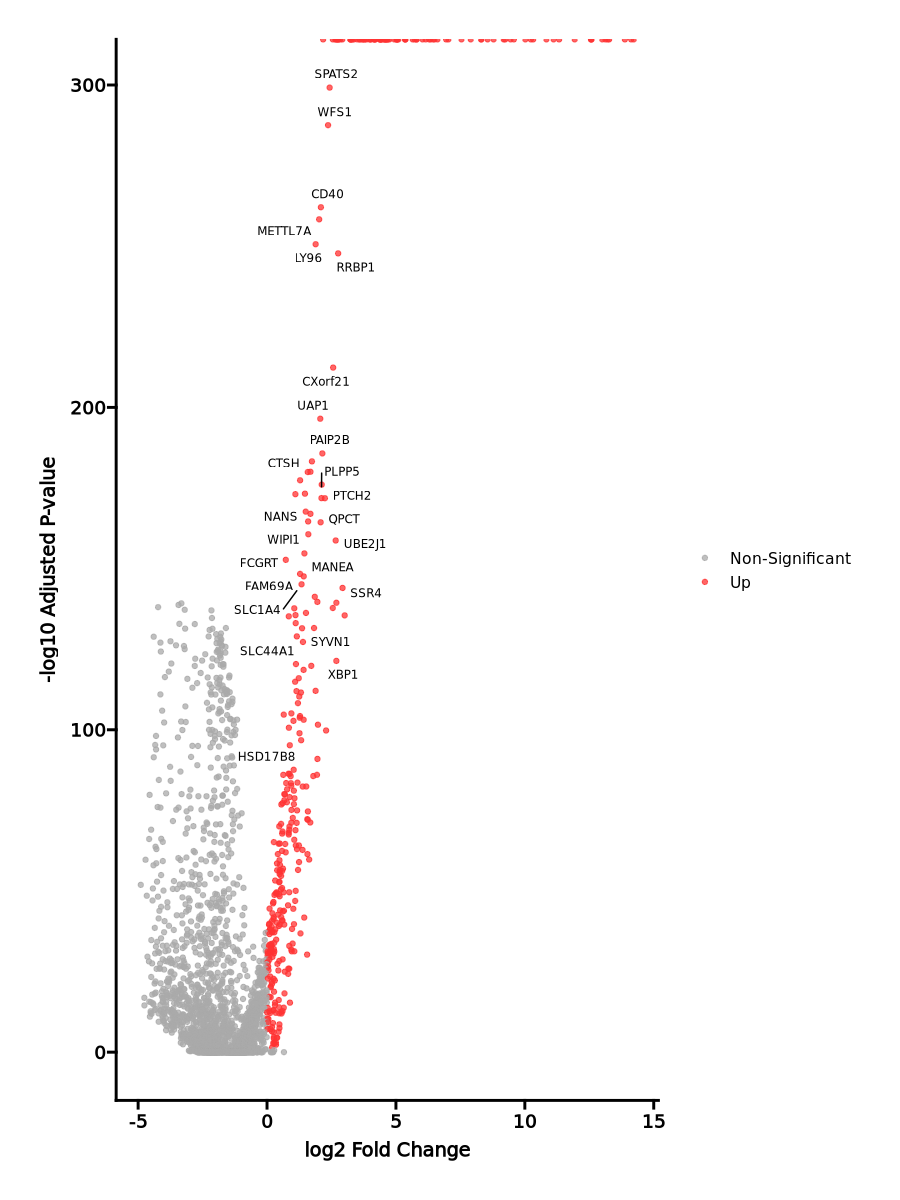 300
200
100
0
-log10 Adjusted P-value
SPATS2
WFS1
CD40
METTL7A
LY96
RRBP1
CXorf21
UAP1
PAIP2B
CTSH
PLPP5
PTCH2
NANS
QPCT
WIPI1
UBE2J1
FCGRT
MANEA
FAM69A
SSR4
SLC1A4
SYVN1
SLC44A1
XBP1
HSD17B8
Non-Significant
Up
-5
0
5
10
15
log2 Fold Change